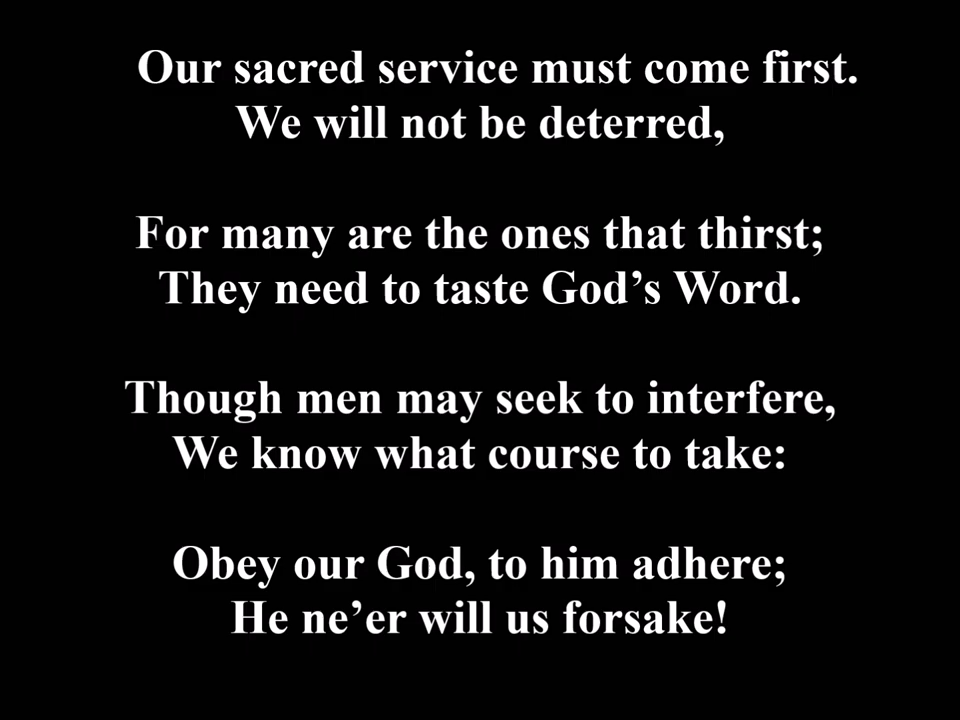 Our sacred service must come first.
We will not be deterred,
For many are the ones that thirst;
They need to taste God’s Word.
Though men may seek to interfere,
We know what course to take:
Obey our God, to him adhere;
He ne’er will us forsake!